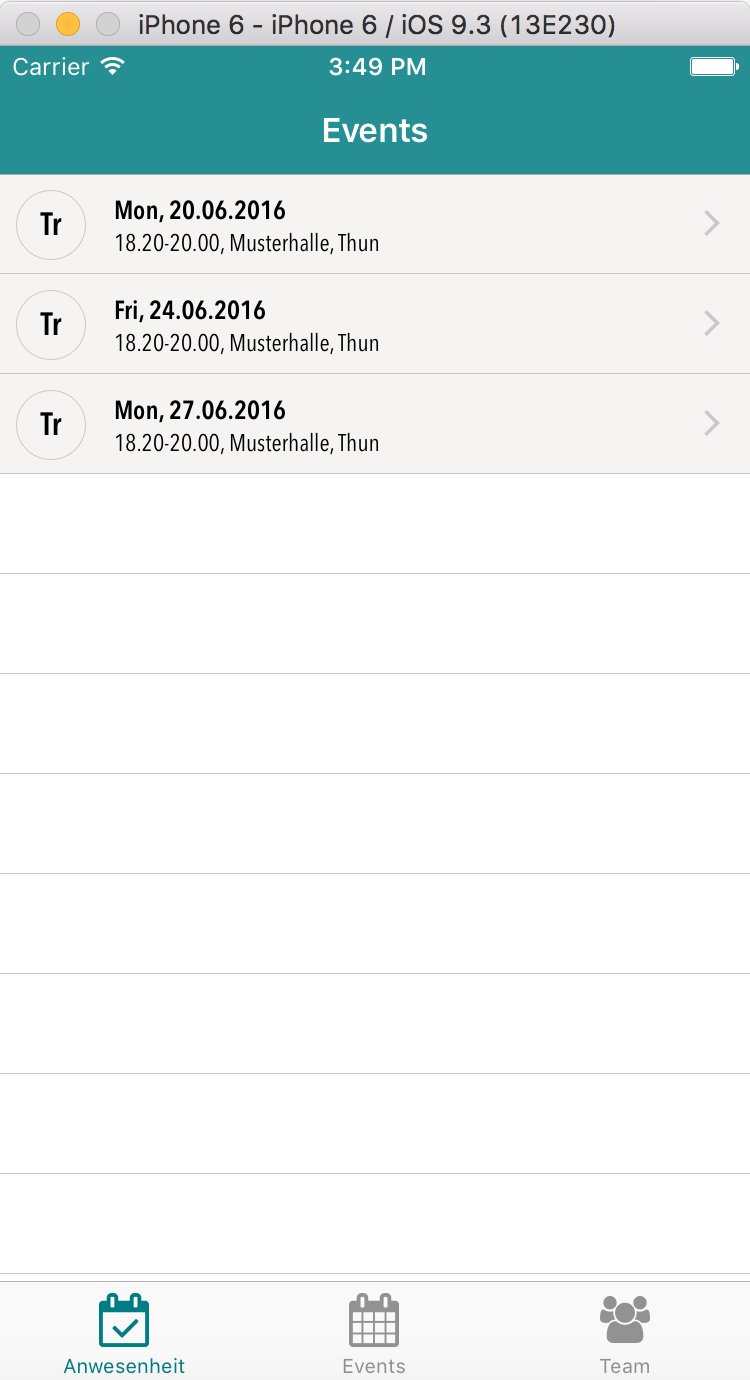 iPhone 6 - iPhone 6 / iOS 9.3 (13E230)
Carrier 3:49 PM
Events
Tr
Mon, 20.06.2016
18.20-20.00, Musterhalle, Thun
Tr
Fri, 24.06.2016
18.20-20.00, Musterhalle, Thun
Tr
Mon, 27.06.2016
18.20-20.00, Musterhalle, Thun
Anwesenheit Events Team